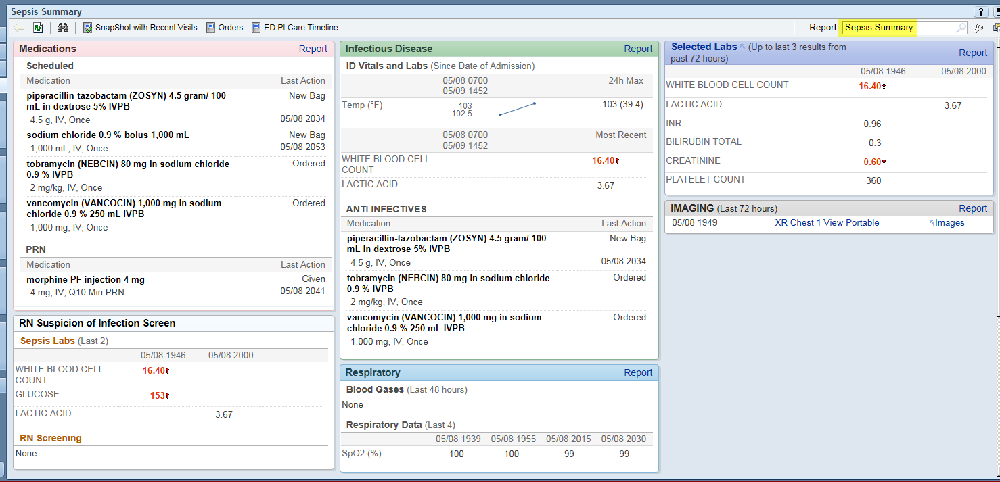 Sepsis Summary
?
SnapShot with Recent Visits Orders ED Pt Care Timeline
Report: Sepsis Summary
Medications Report
Scheduled
Medication Last Action
piperacillin-tazobactam (ZOSYN) 4.5 gram/ 100 New Bag
mL in dextrose 5% IVPB
4.5 g, IV, Once 05/08 2034
sodium chloride 0.9 % bolus 1,000 mL New Bag
1,000 mL, IV, Once 05/08 2053
tobramycin (NEBCIN) 80 mg in sodium chloride Ordered
0.9 % IVPB
2 mg/kg, IV, Once
vancomycin (VANCOCIN) 1,000 mg in sodium Ordered
chloride 0.9 % 250 mL IVPB
1,000 mg, IV, Once
PRN
Medication Last Action
morphine PF injection 4 mg Given
4 mg, IV, Q10 Min PRN 05/08 2041
RN Suspicion of Infection Screen
Sepsis Labs (Last 2)
05/08 1946 05/08 2000
WHITE BLOOD CELL 16.40!
COUNT
GLUCOSE 153!
LACTIC ACID 3.67
RN Screening
None
Infectious Disease Report
ID Vitals and Labs (Since Date of Admission)
05/08 0700 24h Max
05/09 1452
Temp (°F) 103 103 (39.4)
102.5
05/08 0700 Most Recent
05/09 1452
WHITE BLOOD CELL 16.40!
COUNT
LACTIC ACID 3.67
ANTI INFECTIVES
Medication Last Action
piperacillin-tazobactam (ZOSYN) 4.5 gram/ 100 New Bag
mL in dextrose 5% IVPB
4.5 g, IV, Once 05/08 2034
tobramycin (NEBCIN) 80 mg in sodium chloride Ordered
0.9 % IVPB
2 mg/kg, IV, Once
vancomycin (VANCOCIN) 1,000 mg in sodium Ordered
chloride 0.9 % 250 mL IVPB
1,000 mg, IV, Once
Respiratory Report
Blood Gases (Last 48 hours)
None
Respiratory Data (Last 4)
05/08 1939 05/08 1955 05/08 2015 05/08 2030
SpO2 (%) 100 100 99 99
Selected Labs (Up to last 3 results from Report
past 72 hours)
05/08 1946 05/08 2000
WHITE BLOOD CELL COUNT 16.40!
LACTIC ACID 3.67
INR 0.96
BILIRUBIN TOTAL 0.3
CREATININE 0.60!
PLATELET COUNT 360
IMAGING (Last 72 hours) Report
05/08 1949 XR Chest 1 View Portable Images